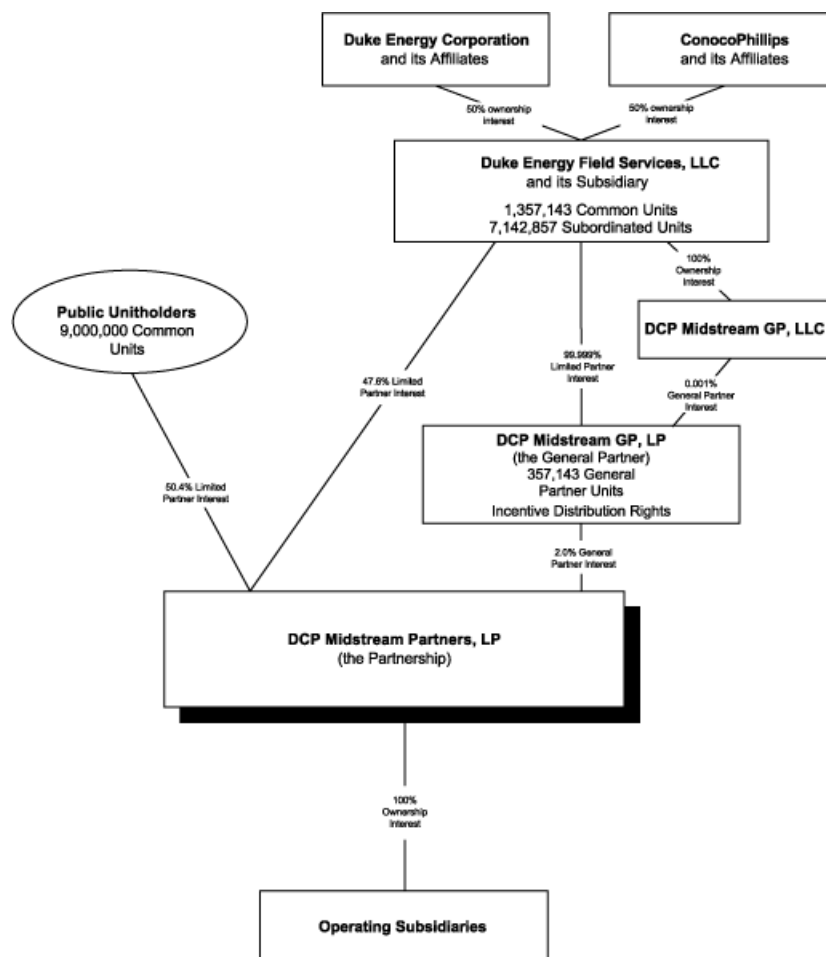 Duke Energy Corporation
and its Affiliates
ConocoPhillips
and its Affiliates
50% ownership
Interest
50% ownership
Interest
Duke Energy Field Services, LLC
and its Subsidiary
1,357,143 Common Units
7,142,857 Subordinated Units
100%
Ownership
Interest
Public Unitholders
9,000,000 Common
Units
DCP Midstream GP, LLC
47.6% Limited
Partner Interest
99.999%
Limited Partner
Interest
0.001%
General Partner
Interest
DCP Midstream GP, LP
(the General Partner)
357,143 General
Partner Units
Incentive Distribution Rights
50.4% Limited
Partner Interest
2.0% General
Partner Interest
DCP Midstream Partners, LP
(the Partnership)
100%
Ownership
Interest
Operating Subsidiaries